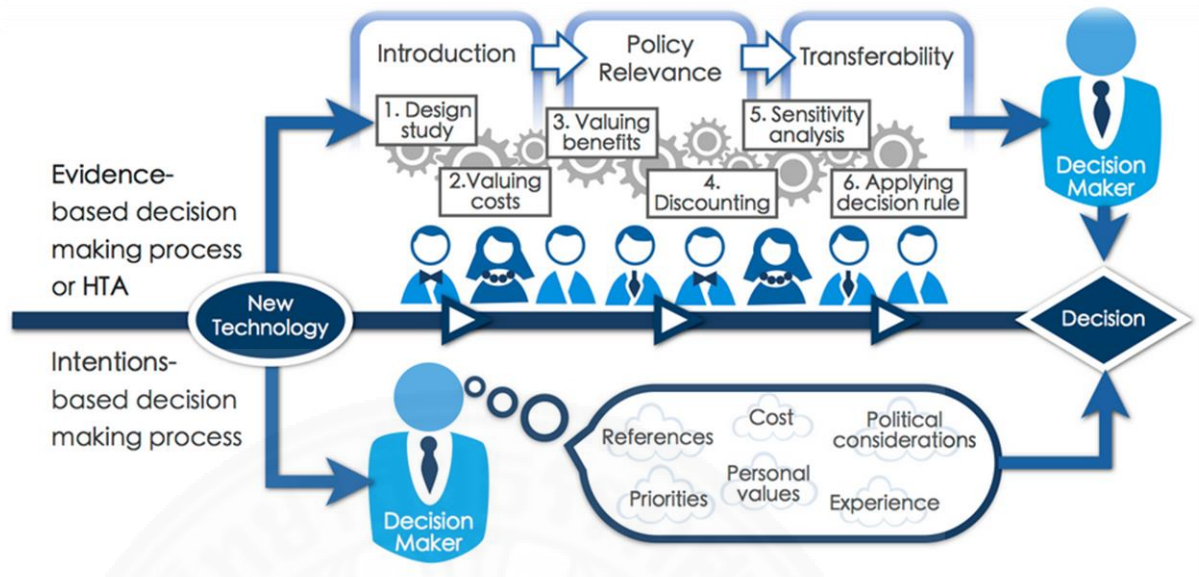 Introduction
Policy
Relevance
Transferability
1. Design
study
2.Valuing
costs
3. Valuing
benefits
4.
Discounting
5. Sensitivity
analysis
6. Applying
decision rule
Decision
Maker
Evidence-
based decision
making process
or HTA
New
Technology
Decision
Intentions-
based decision
making process
Decision
Maker
References
Cost
Political
considerations
Priorities
Personal
values
Experience